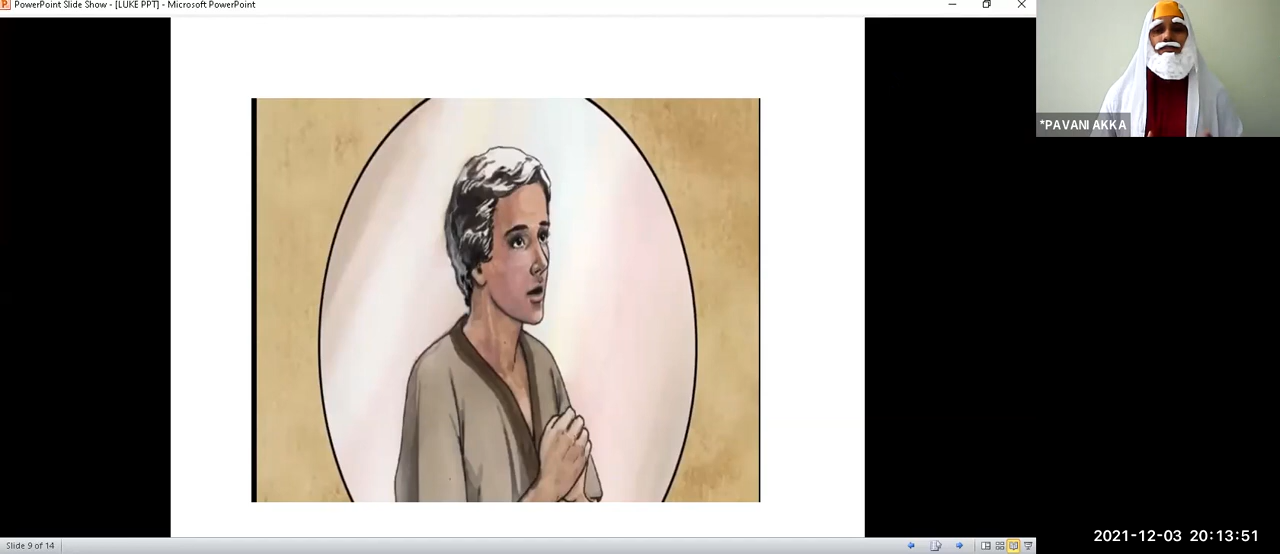 PowerPoint Slide Show - [LUKE PPT] - Microsoft PowerPoint
*PAVANI AKKA
Slide 9 of 14
2021-12-03 20:13:51